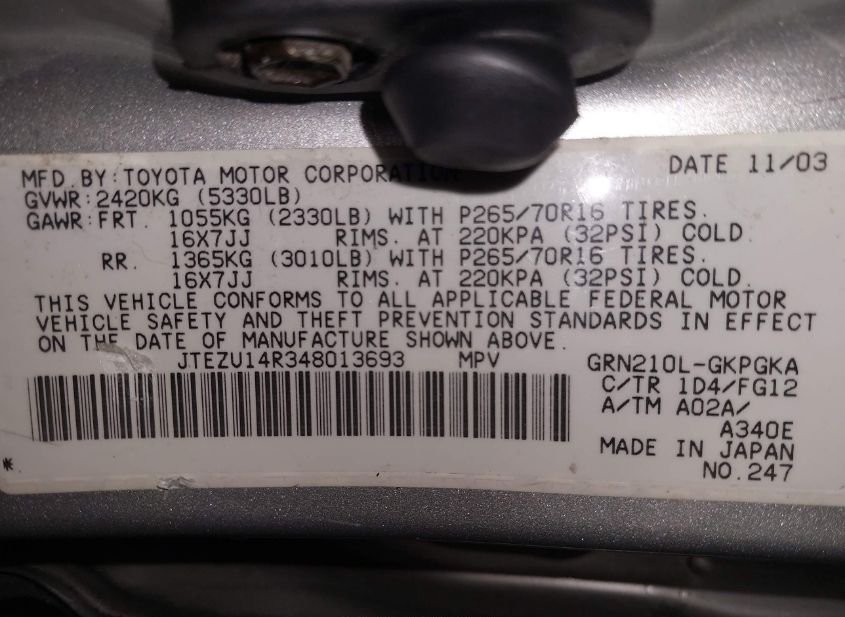 MFD. BY: TOYOTA MOTOR CORPORATION DATE 11/03
GVWR: 2420KG (5330LB)
GAWR: FRT. 1055KG (2330LB) WITH P265/70R16 TIRES.
16X7JJ RIMS. AT 220KPA (32PSI) COLD.
RR. 1365KG (3010LB) WITH P265/70R16 TIRES.
16X7JJ RIMS. AT 220KPA (32PSI) COLD.
THIS VEHICLE CONFORMS TO ALL APPLICABLE FEDERAL MOTOR
VEHICLE SAFETY AND THEFT PREVENTION STANDARDS IN EFFECT
ON THE DATE OF MANUFACTURE SHOWN ABOVE.
JTEZU14R348013693 MPV GRN210L-GKPGKA
C/TR 1D4/FG12
A/TM A02A/
A340E
MADE IN JAPAN
NO.247